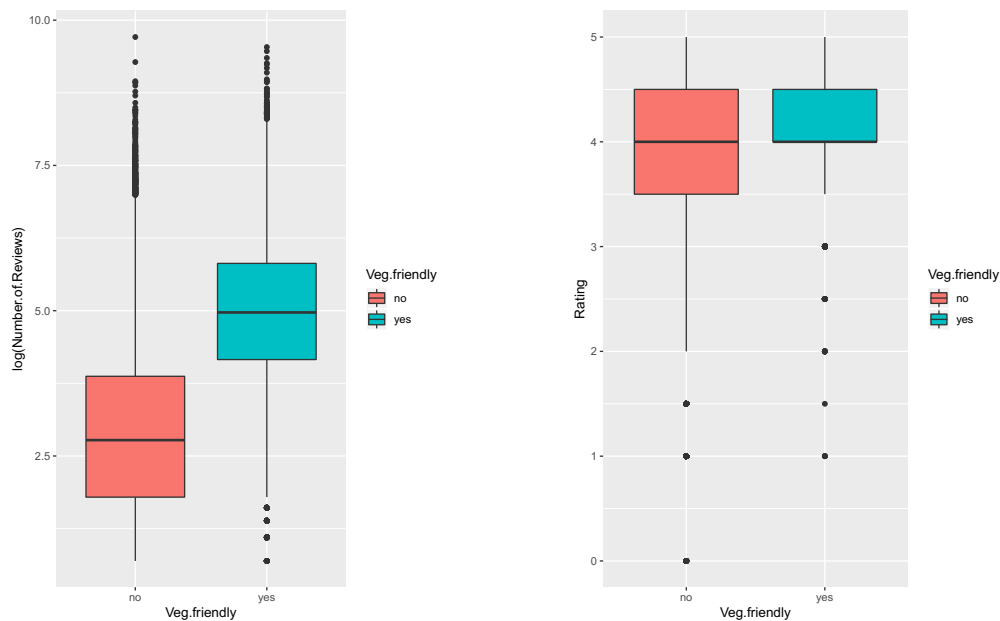 10.0
7.5
5.0
2.5
log(Number.of.Reviews)
no
yes
Veg.friendly
Veg.friendly
no
yes
5
4
3
2
1
0
Rating
no
yes
Veg.friendly
Veg.friendly
no
yes